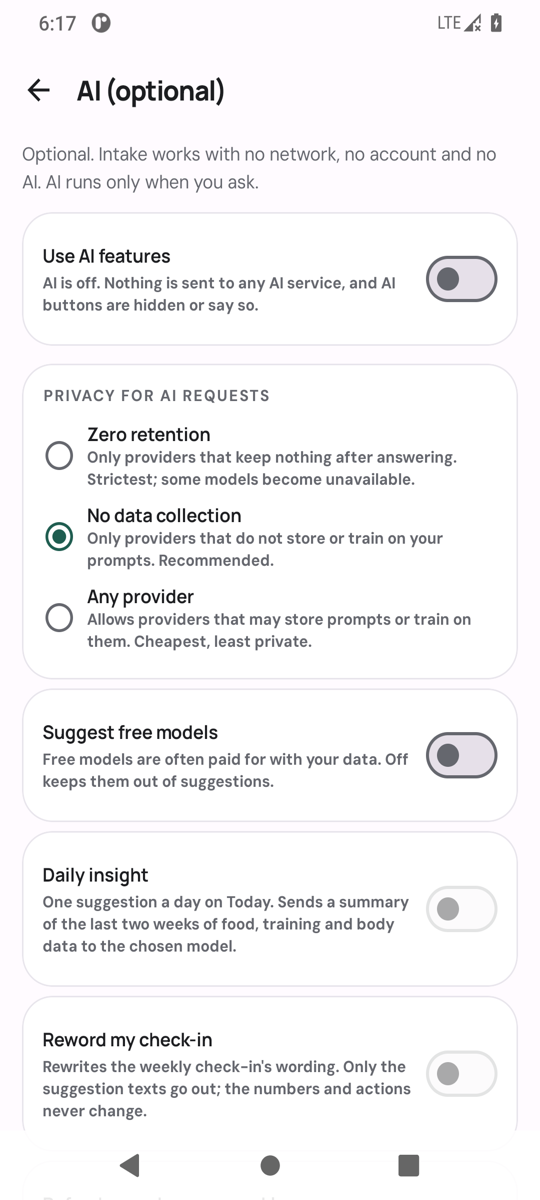 6:17
LTE
AI (optional)
Optional. Intake works with no network, no account and no
AI. AI runs only when you ask.
Use AI features
AI is off. Nothing is sent to any AI service, and AI
buttons are hidden or say so.
PRIVACY FOR AI REQUESTS
Zero retention
Only providers that keep nothing after answering.
Strictest; some models become unavailable.
No data collection
Only providers that do not store or train on your
prompts. Recommended.
Any provider
Allows providers that may store prompts or train on
them. Cheapest, least private.
Suggest free models
Free models are often paid for with your data. Off
keeps them out of suggestions.
Daily insight
One suggestion a day on Today. Sends a summary
of the last two weeks of food, training and body
data to the chosen model.
Reword my check-in
Rewrites the weekly check-in's wording. Only the
suggestion texts go out; the numbers and actions
never change.